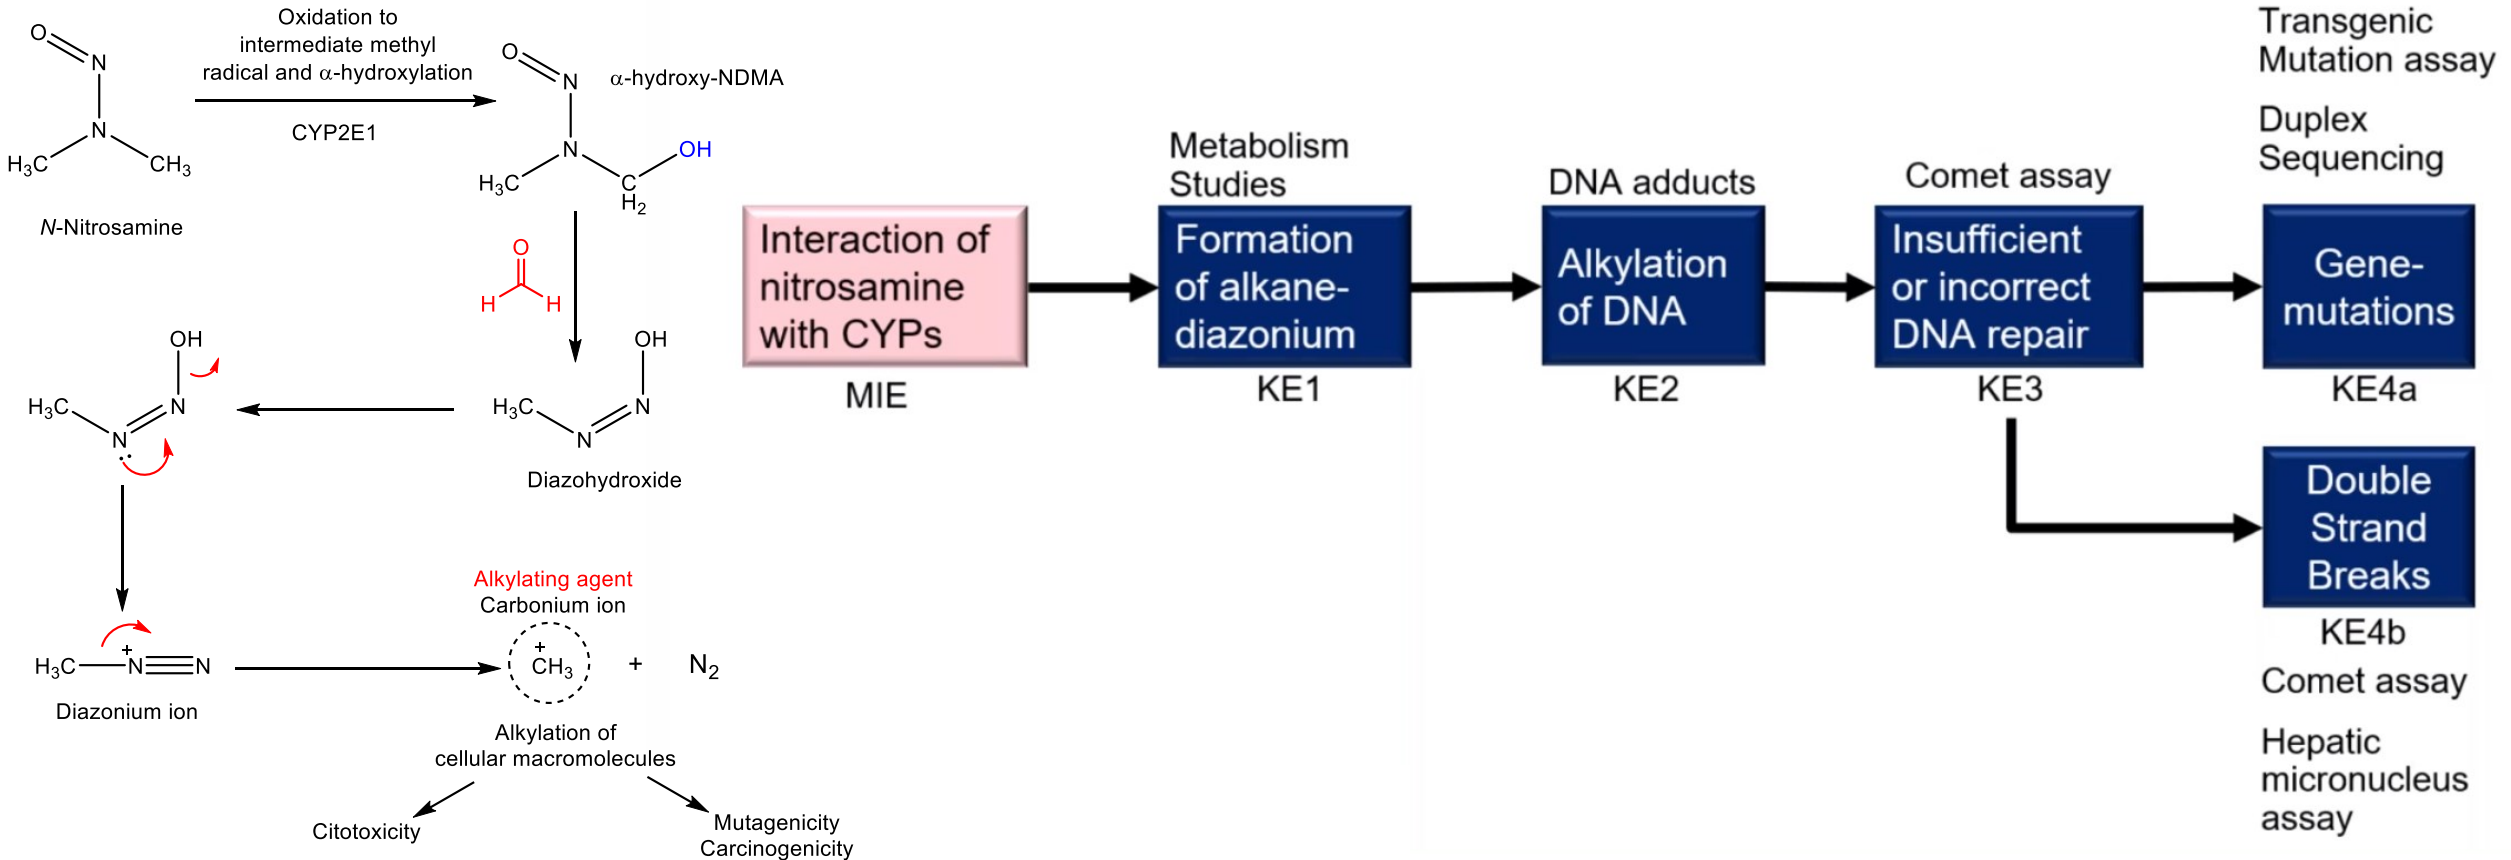 Oxidation to
intermediate methyl
radical and α-hydroxylation
CYP2E1
O
N
N
H3C
CH3
N-Nitrosamine
O
N
α-hydroxy-NDMA
N
OH
H3C
C
H2
O
H
H
OH
H3C
N
N
Diazohydroxide
OH
H3C
N
N
H3C
+
N
N
Diazonium ion
Alkylating agent
Carbonium ion
+
CH3
+
N2
Alkylation of
cellular macromolecules
Citotoxicity
Mutagenicity
Carcinogenicity
Interaction of
nitrosamine
with CYPs
MIE
Metabolism
Studies
Formation
of alkane-
diazonium
KE1
DNA adducts
Alkylation
of DNA
KE2
Comet assay
Insufficient
or incorrect
DNA repair
KE3
Transgenic
Mutation assay
Duplex
Sequencing
Gene-
mutations
KE4a
Double
Strand
Breaks
KE4b
Comet assay
Hepatic
micronucleus
assay